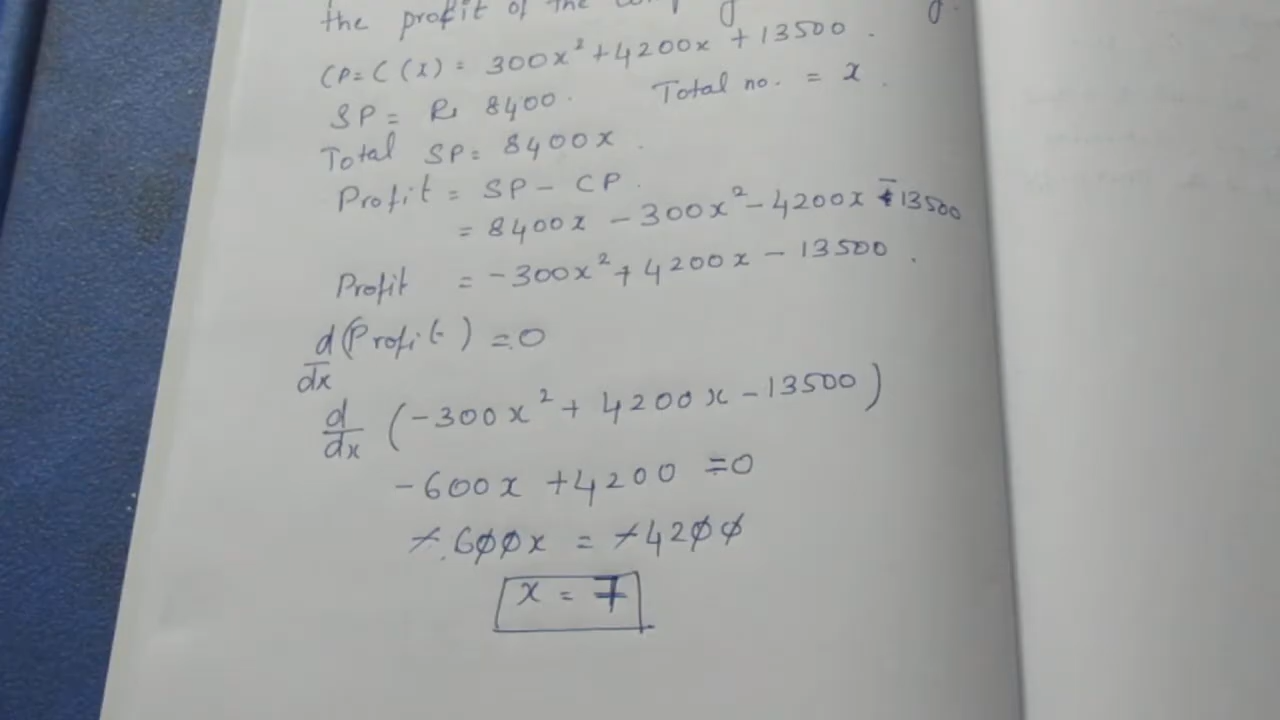 the profit of the
CP = C(x) = 300x² + 4200x + 13500.
SP = Rs 8400. Total no. = x.
Total SP = 8400x.
Profit = SP - CP.
= 8400x - 300x² - 4200x - 13500
Profit = -300x² + 4200x - 13500.
d/dx (Profit) = 0
d/dx (-300x² + 4200x - 13500)
-600x + 4200 = 0
-600x = -4200
x = 7